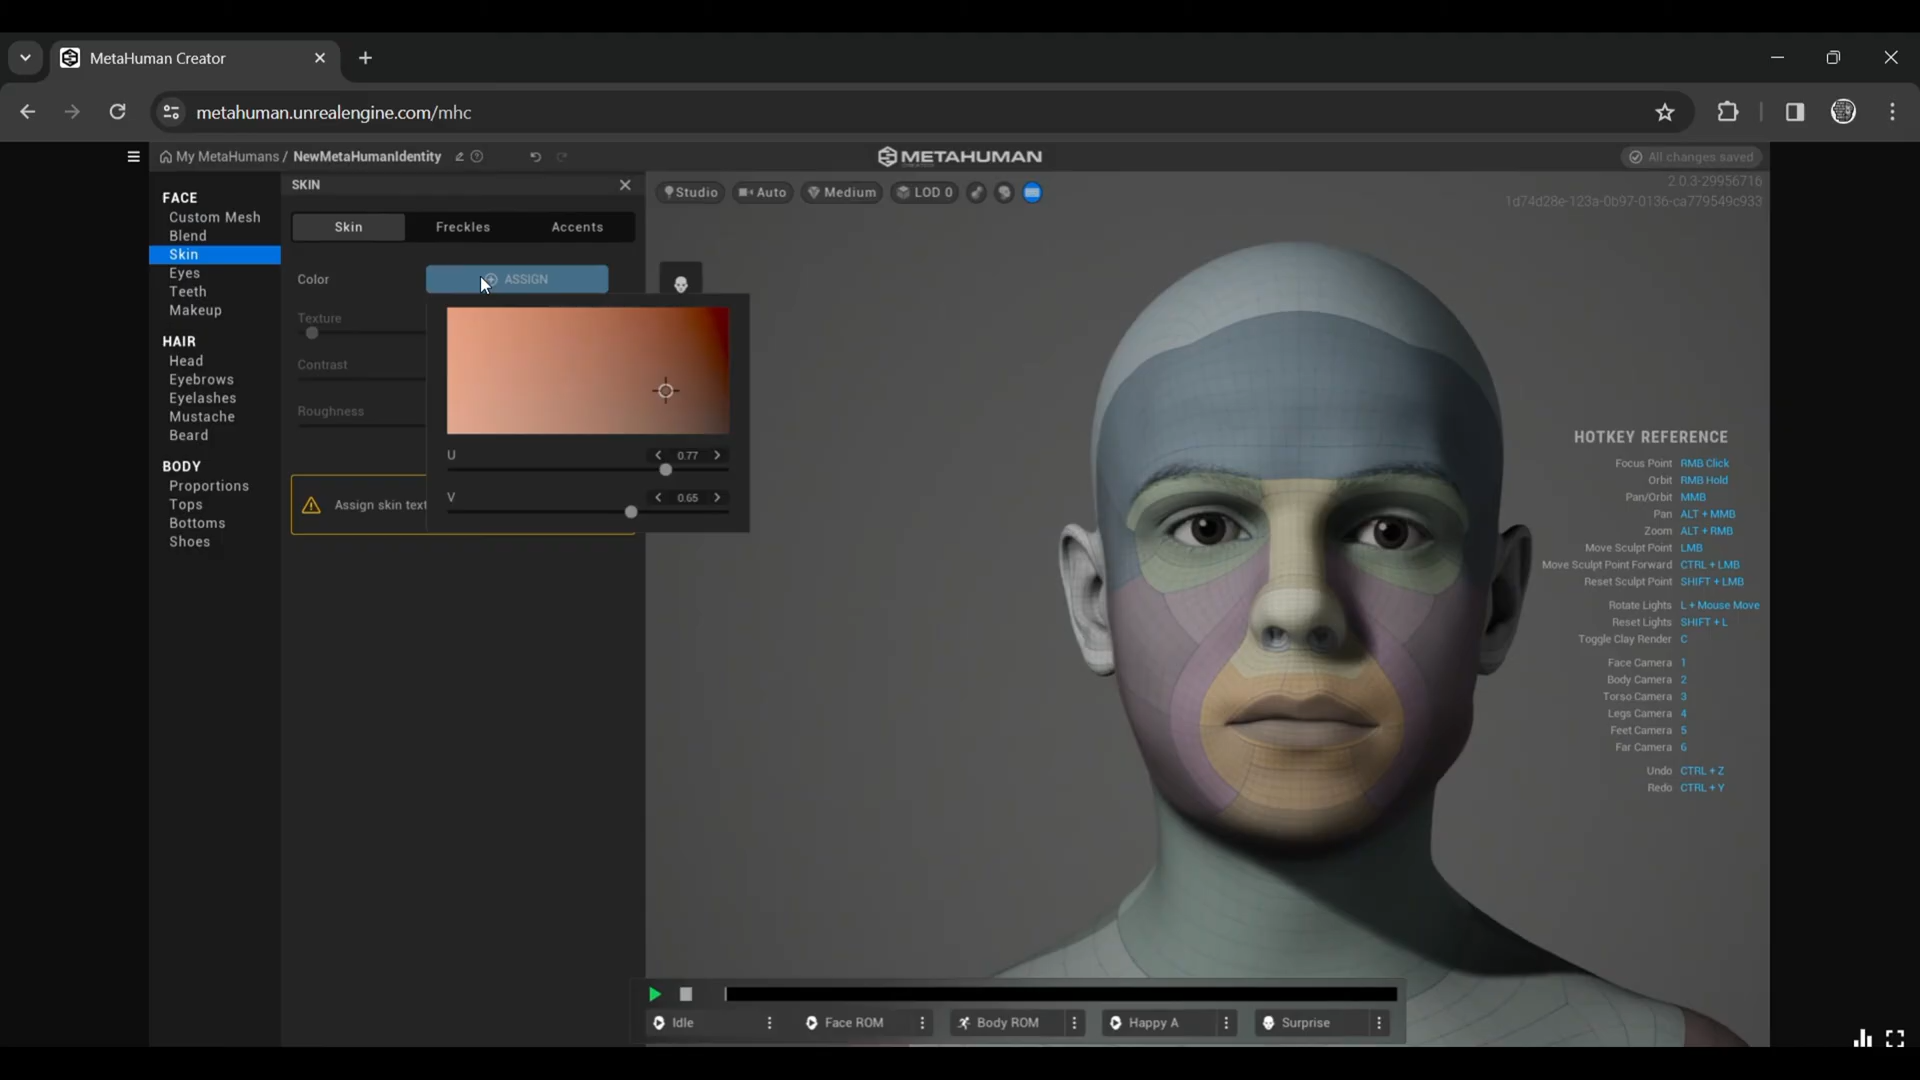 MetaHuman Creator
metahuman.unrealengine.com/mhc
My MetaHumans / NewMetaHumanIdentity
METAHUMAN
CREATOR
All changes saved
2.0.3-29956716
1d74d28e-123a-0b97-0136-ca779549c933
FACE
Custom Mesh
Blend
Skin
Eyes
Teeth
Makeup
HAIR
Head
Eyebrows
Eyelashes
Mustache
Beard
BODY
Proportions
Tops
Bottoms
Shoes
SKIN
Skin Freckles Accents
Color ASSIGN
Texture
Contrast
Roughness
U 0.77
V 0.65
Assign skin text
Studio Auto Medium LOD 0
HOTKEY REFERENCE
Focus Point RMB Click
Orbit RMB Hold
Pan/Orbit MMB
Pan ALT + MMB
Zoom ALT + RMB
Move Sculpt Point LMB
Move Sculpt Point Forward CTRL + LMB
Reset Sculpt Point SHIFT + LMB
Rotate Lights L + Mouse Move
Reset Lights SHIFT + L
Toggle Clay Render C
Face Camera 1
Body Camera 2
Torso Camera 3
Legs Camera 4
Feet Camera 5
Far Camera 6
Undo CTRL + Z
Redo CTRL + Y
Idle Face ROM Body ROM Happy A Surprise